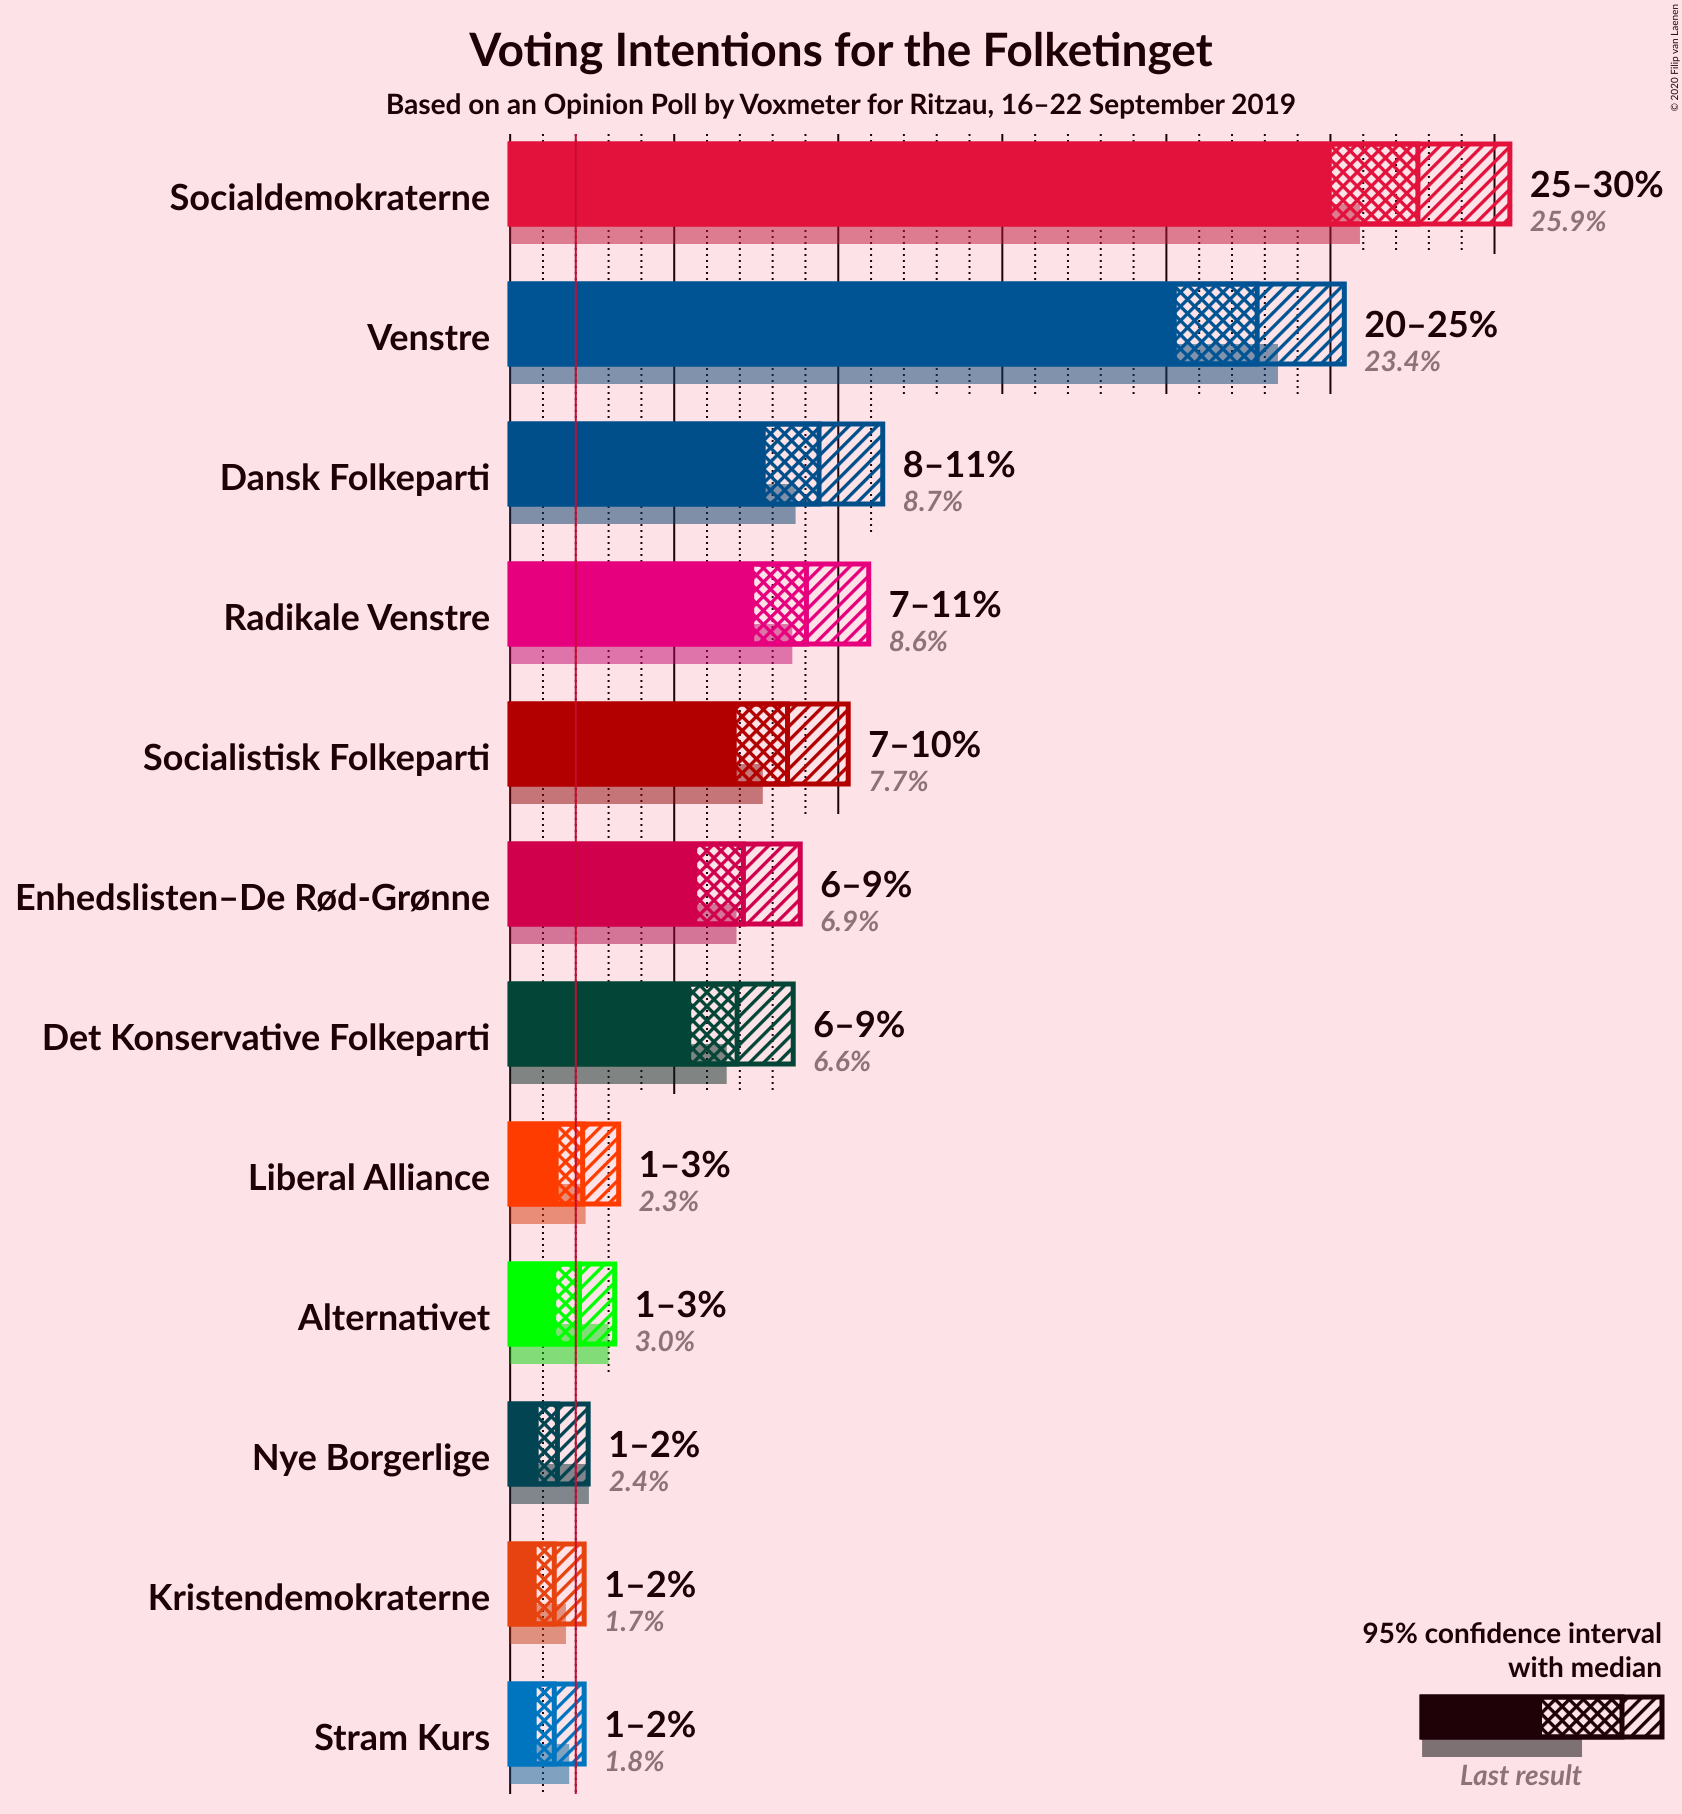 © 2020 Filip van Laenen
Voting Intentions for the Folketinget
Based on an Opinion Poll by Voxmeter for Ritzau, 16–22 September 2019
Socialdemokraterne
25–30%
25.9%
Venstre
20–25%
23.4%
Dansk Folkeparti
8–11%
8.7%
Radikale Venstre
7–11%
8.6%
Socialistisk Folkeparti
7–10%
7.7%
Enhedslisten–De Rød-Grønne
6–9%
6.9%
Det Konservative Folkeparti
6–9%
6.6%
Liberal Alliance
1–3%
2.3%
Alternativet
1–3%
3.0%
Nye Borgerlige
1–2%
2.4%
Kristendemokraterne
1–2%
1.7%
Stram Kurs
1–2%
1.8%
95% confidence interval
with median
Last result